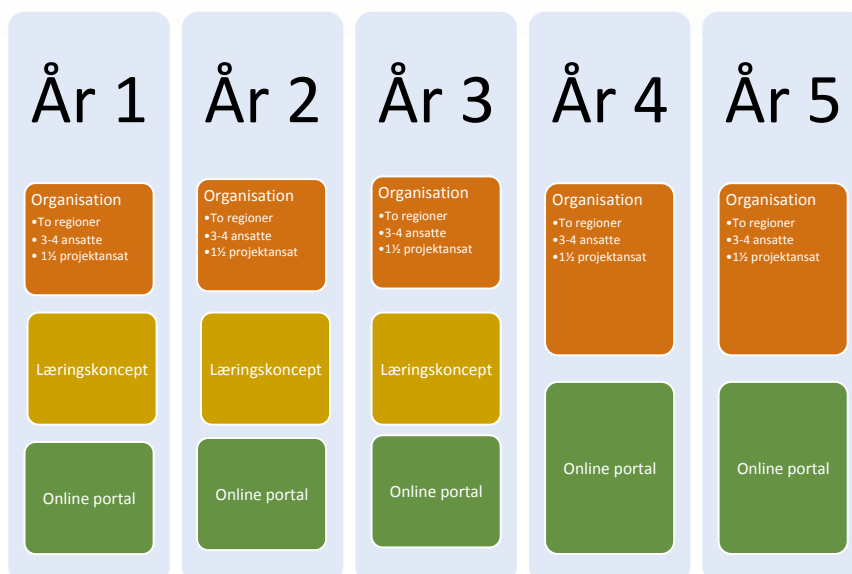 År 1
Organisation
•To regioner
• 3-4 ansatte
• 1½ projektansat
Læringskoncept
Online portal
År 2
Organisation
•To regioner
•3-4 ansatte
•1½ projektansat
Læringskoncept
Online portal
År 3
Organisation
•To regioner
•3-4 ansatte
•1½ projektansat
Læringskoncept
Online portal
År 4
Organisation
•To regioner
•3-4 ansatte
•1½ projektansat
Online portal
År 5
Organisation
•To regioner
•3-4 ansatte
•1½ projektansat
Online portal